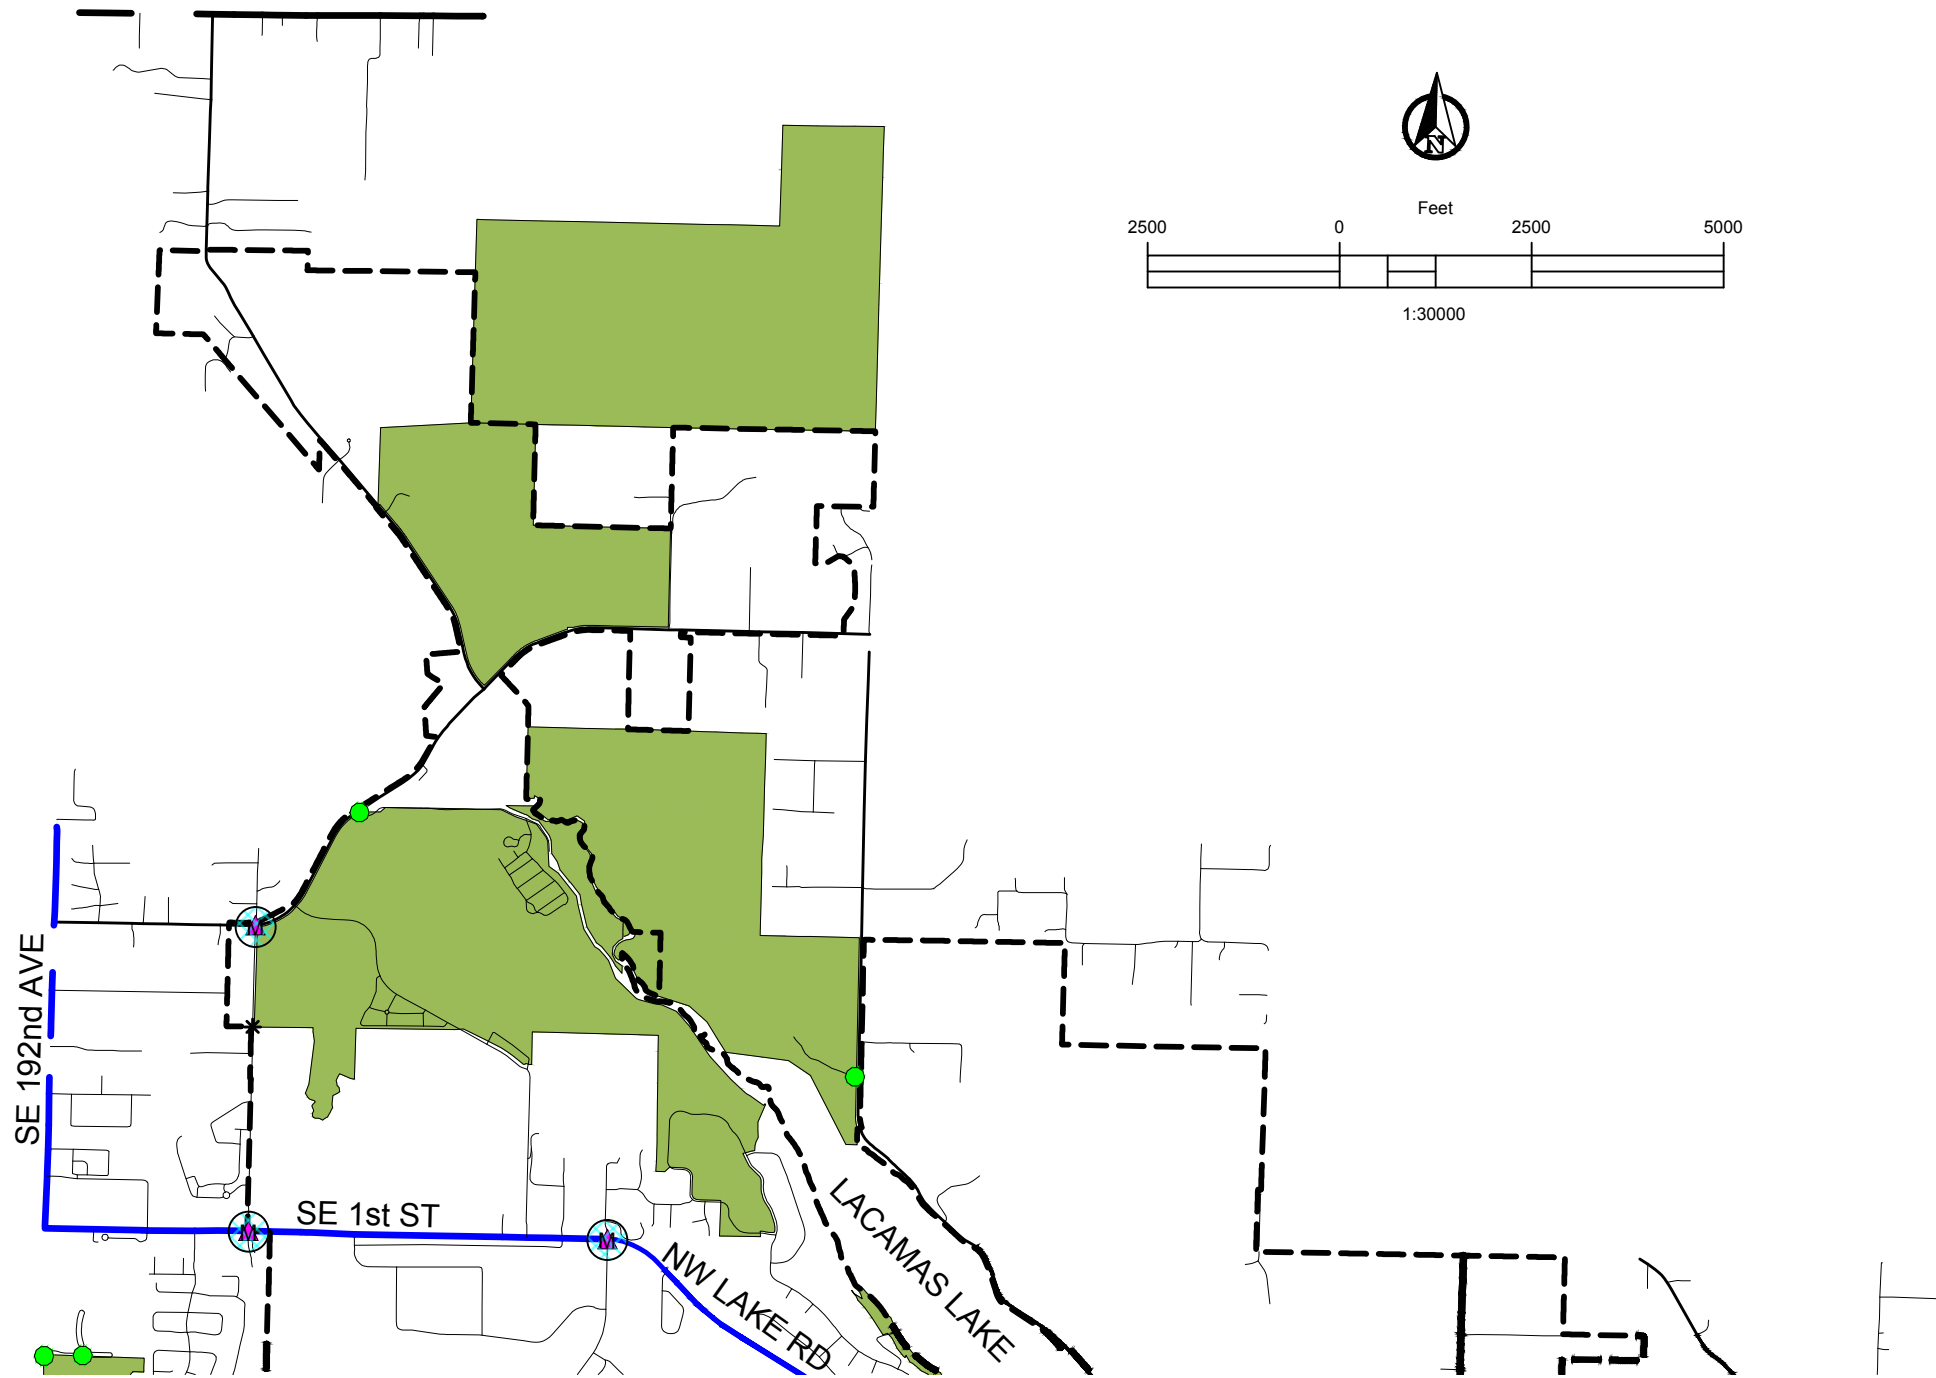 N
Feet
2500 0 2500 5000
1:30000
M
SE 192nd AVE
M
SE 1st ST
M
NW LAKE RD
LACAMAS LAKE